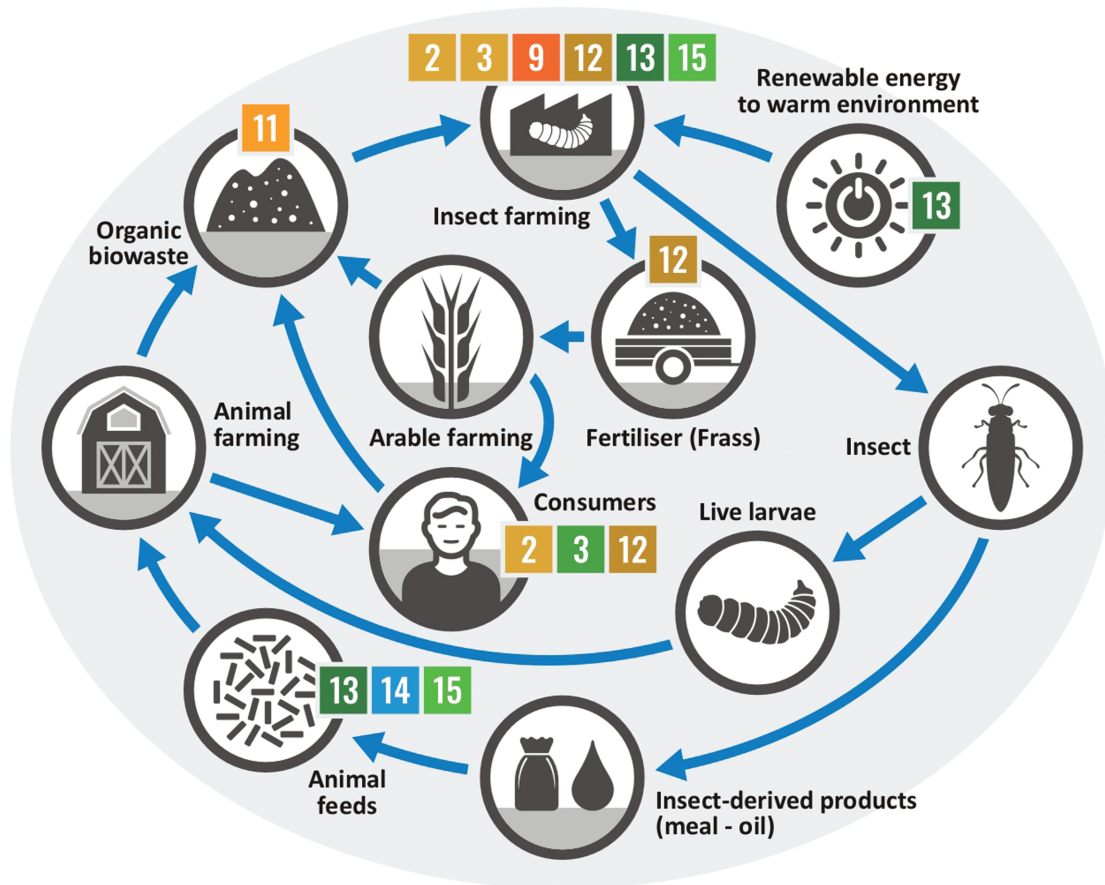 2 3 9 12 13 15
Renewable energy
to warm environment
11
13
Insect farming
Organic
biowaste
12
Animal
farming
Arable farming
Fertiliser (Frass)
Insect
Consumers
2 3 12
Live larvae
13 14 15
Animal
feeds
Insect-derived products
(meal - oil)